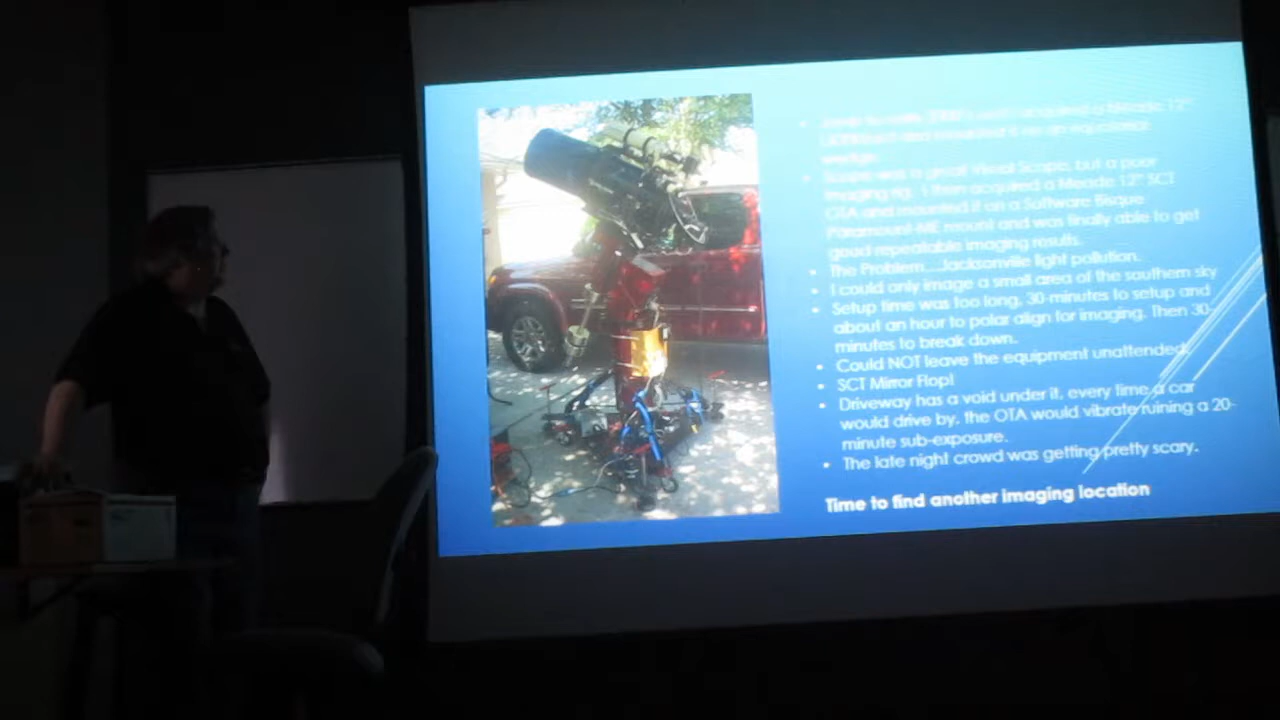 acquired a Meade 12"
wedge.
Scope was a great Visual Scope, but a poor
imaging rig. I then acquired a Meade 12" SCT
OTA and mounted it on a Software Bisque
Paramount-ME mount and was finally able to get
good repeatable imaging results.
The Problem....Jacksonville light pollution.
I could only image a small area of the southern sky
Setup time was too long, 30-minutes to setup and
about an hour to polar align for imaging. Then 30-
minutes to break down.
Could NOT leave the equipment unattended.
SCT Mirror Flop!
Driveway has a void under it, every time a car
would drive by, the OTA would vibrate ruining a 20-
minute sub-exposure.
The late night crowd was getting pretty scary.
Time to find another imaging location